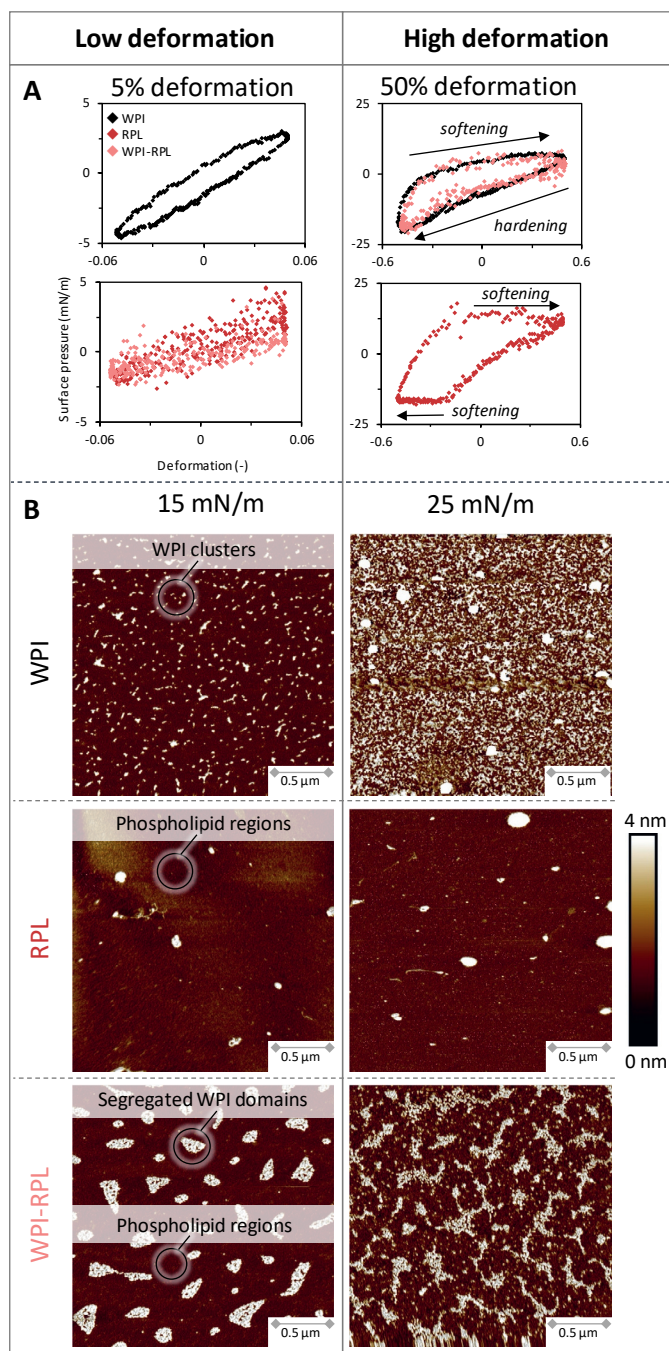 Low deformation
High deformation
A
5% deformation
50% deformation
5
0
-5
-0.06
0
0.06
WPI
RPL
WPI-RPL
25
0
-25
-0.6
0
0.6
softening
hardening
Surface pressure (mN/m)
5
0
-5
-0.06
0
0.06
Deformation (-)
25
0
-25
-0.6
0
0.6
softening
softening
B
15 mN/m
25 mN/m
WPI
WPI clusters
0.5 μm
0.5 μm
RPL
Phospholipid regions
0.5 μm
0.5 μm
4 nm
0 nm
WPI-RPL
Segregated WPI domains
Phospholipid regions
0.5 μm
0.5 μm